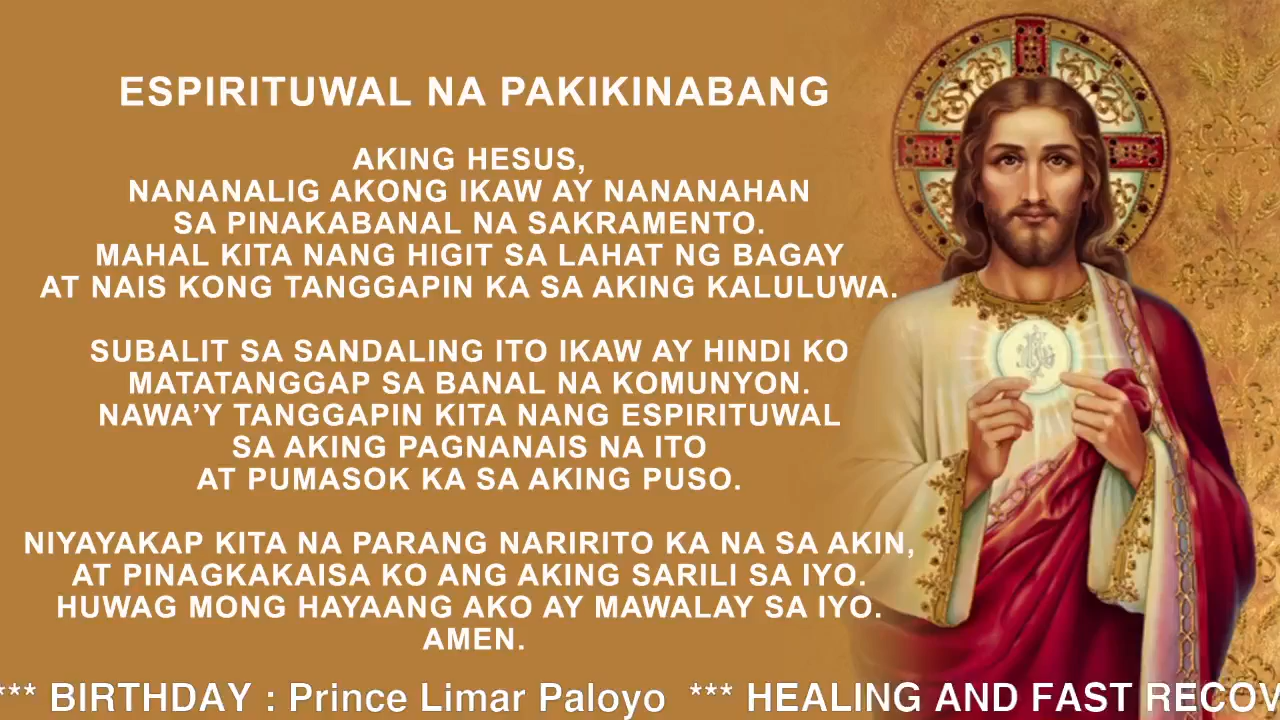 ESPIRITUWAL NA PAKIKINABANG
AKING HESUS,
NANANALIG AKONG IKAW AY NANANAHAN
SA PINAKABANAL NA SAKRAMENTO.
MAHAL KITA NANG HIGIT SA LAHAT NG BAGAY
AT NAIS KONG TANGGAPIN KA SA AKING KALULUWA.
SUBALIT SA SANDALING ITO IKAW AY HINDI KO
MATATANGGAP SA BANAL NA KOMUNYON.
NAWA’Y TANGGAPIN KITA NANG ESPIRITUWAL
SA AKING PAGNANAIS NA ITO
AT PUMASOK KA SA AKING PUSO.
NIYAYAKAP KITA NA PARANG NARIRITO KA NA SA AKIN,
AT PINAGKAKAISA KO ANG AKING SARILI SA IYO.
HUWAG MONG HAYAANG AKO AY MAWALAY SA IYO.
AMEN.
*** BIRTHDAY : Prince Limar Paloyo *** HEALING AND FAST RECOV